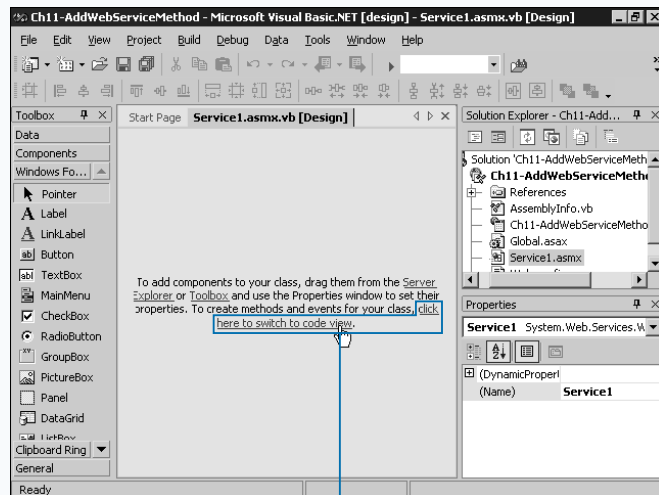 Ch11-AddWebServiceMethod - Microsoft Visual Basic.NET [design] - Service1.asmx.vb [Design]
File Edit View Project Build Debug Data Tools Window Help
Toolbox
Data
Components
Windows Fo...
Pointer
Label
LinkLabel
Button
TextBox
MainMenu
CheckBox
RadioButton
GroupBox
PictureBox
Panel
DataGrid
ListBox
Clipboard Ring
General
Start Page Service1.asmx.vb [Design]
To add components to your class, drag them from the Server
Explorer or Toolbox and use the Properties window to set their
properties. To create methods and events for your class, click
here to switch to code view.
Solution Explorer - Ch11-Add...
Solution 'Ch11-AddWebServiceMeth
Ch11-AddWebServiceMetho
References
AssemblyInfo.vb
Ch11-AddWebServiceMetho
Global.asax
Service1.asmx
Properties
Service1 System.Web.Services.W
(DynamicProperl
(Name) Service1
Ready